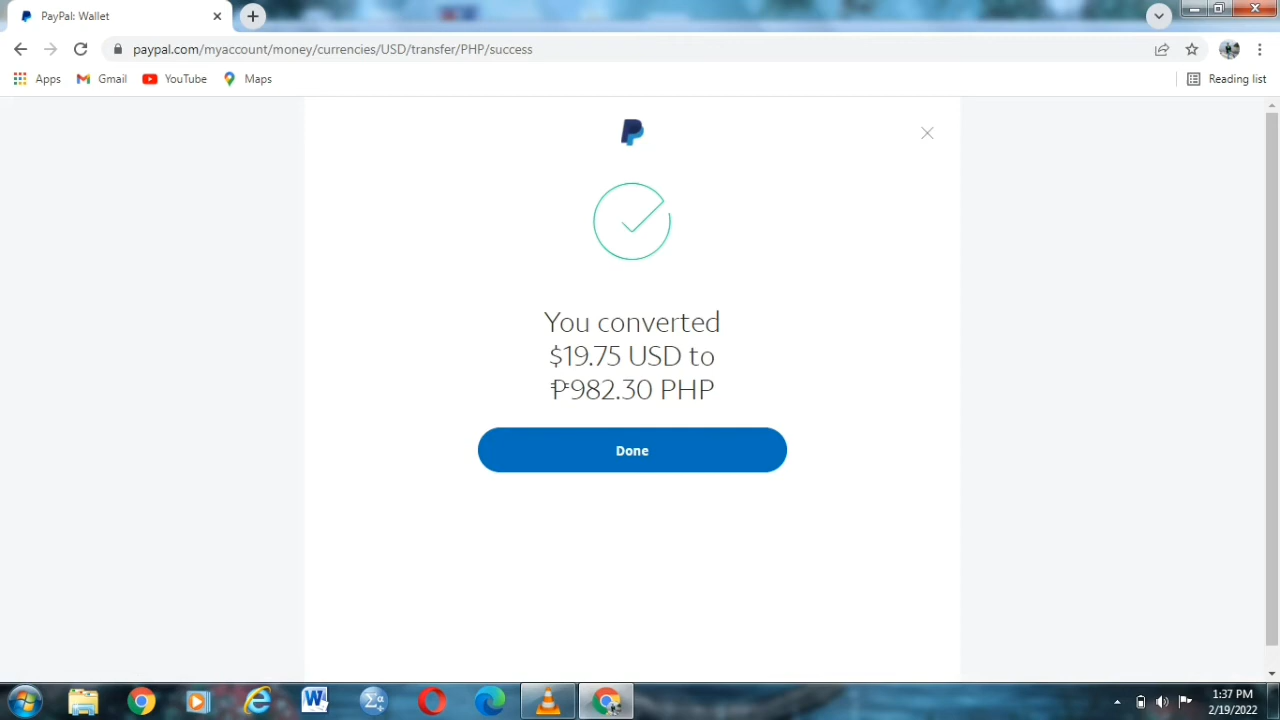 PayPal: Wallet
paypal.com/myaccount/money/currencies/USD/transfer/PHP/success
Apps Gmail YouTube Maps Reading list
You converted
$19.75 USD to
₱982.30 PHP
Done
1:37 PM
2/19/2022